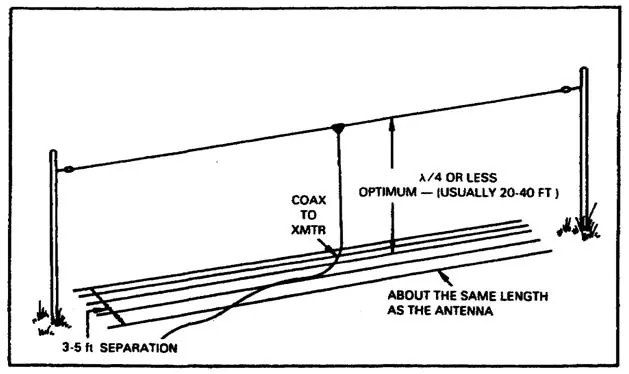 λ/4 OR LESS
OPTIMUM — (USUALLY 20-40 FT)
COAX
TO
XMTR
ABOUT THE SAME LENGTH
AS THE ANTENNA
3-5 ft SEPARATION